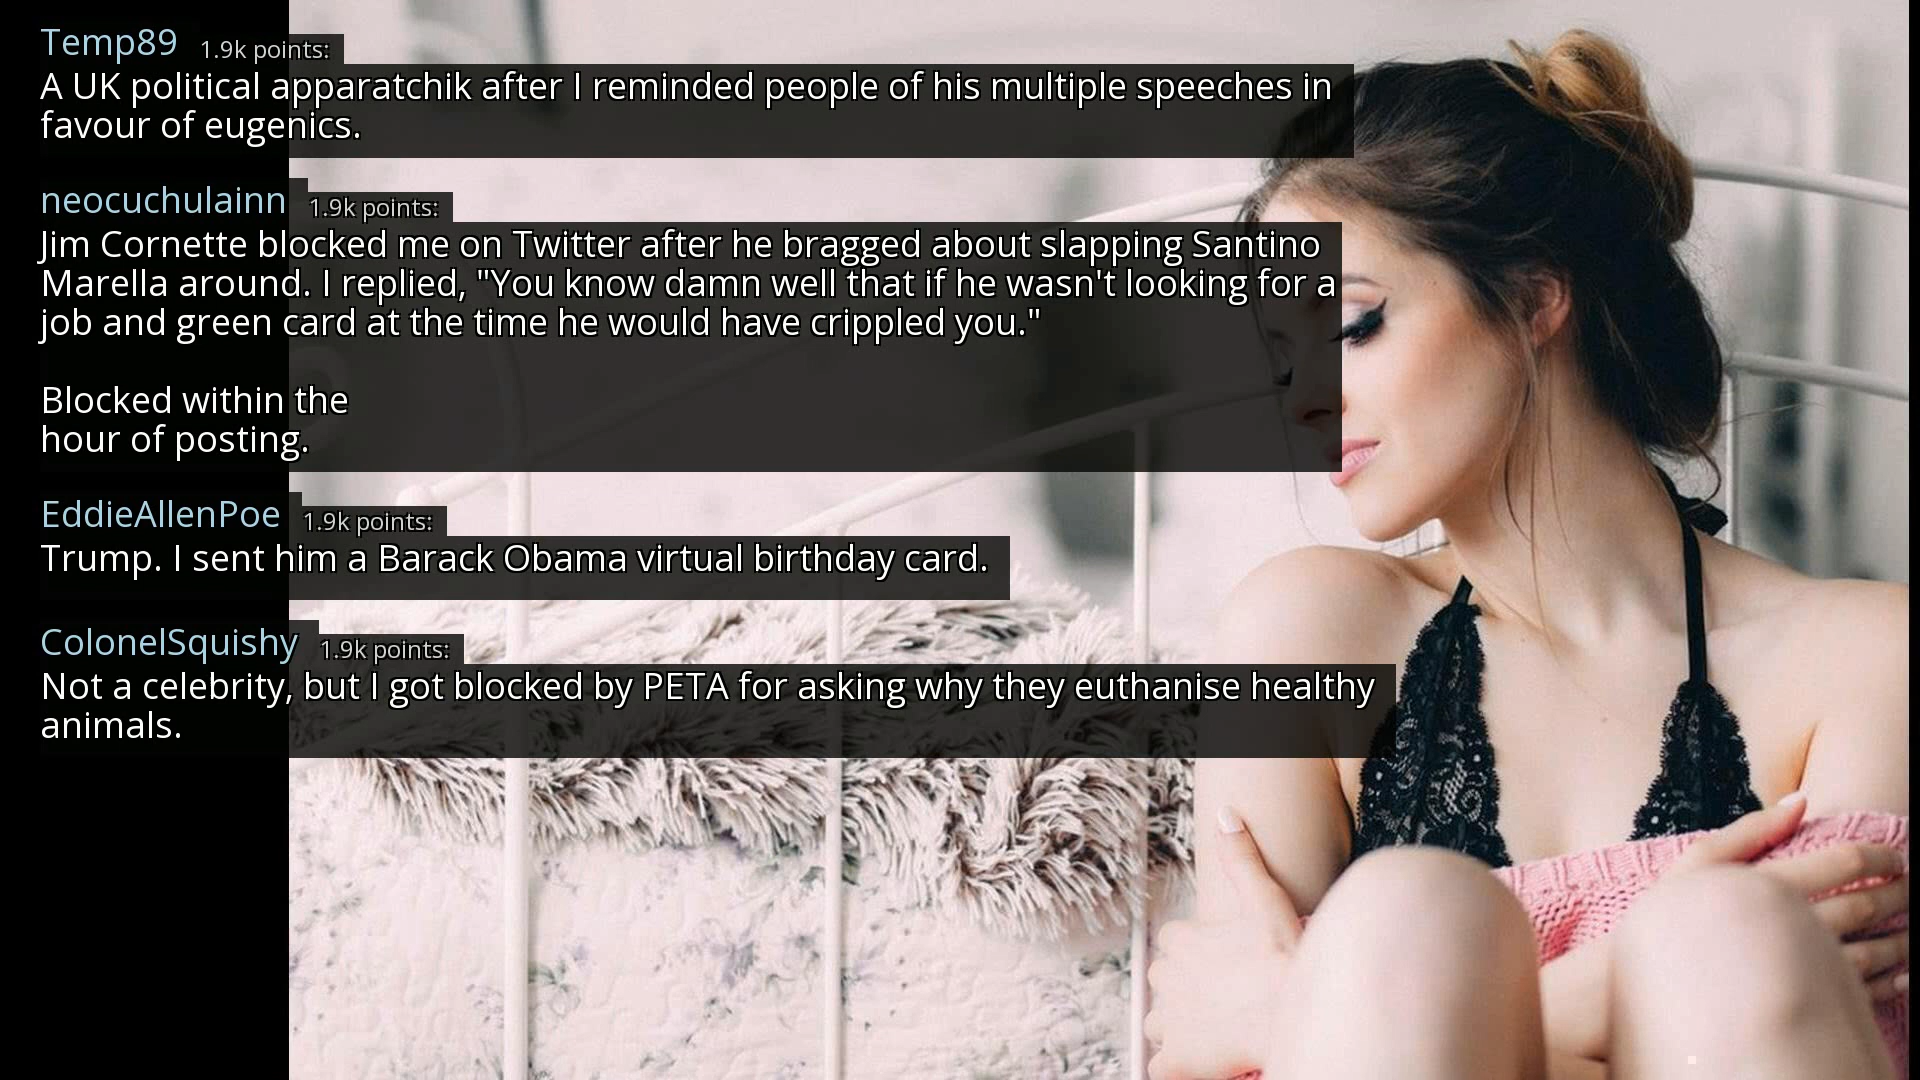 Temp89 1.9k points:
A UK political apparatchik after I reminded people of his multiple speeches in
favour of eugenics.
neocuchulainn 1.9k points:
Jim Cornette blocked me on Twitter after he bragged about slapping Santino
Marella around. I replied, "You know damn well that if he wasn't looking for a
job and green card at the time he would have crippled you."
Blocked within the
hour of posting.
EddieAllenPoe 1.9k points:
Trump. I sent him a Barack Obama virtual birthday card.
ColonelSquishy 1.9k points:
Not a celebrity, but I got blocked by PETA for asking why they euthanise healthy
animals.